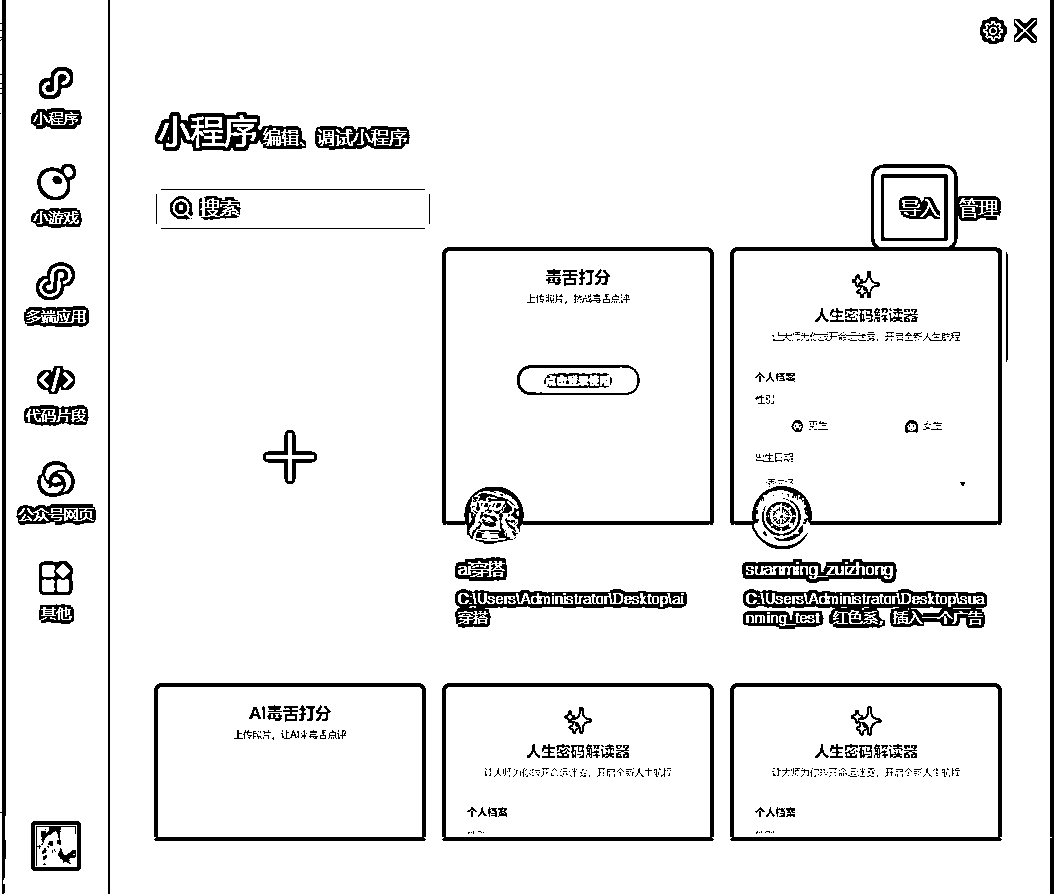 小程序
小游戏
多端应用
代码片段
公众号网页
其他
小程序 编辑、调试小程序
搜索
导入 管理
毒舌打分
上传照片，挑战毒舌点评
ai穿搭
C:\Users\Administrator\Desktop\ai
穿搭
人生密码解读器
让大师为你拨开命运迷雾，开启全新人生旅程
个人档案
性别
男生 女生
出生日期
suanming_zuizhong
C:\Users\Administrator\Desktop\sua
nming_test 红色系，插入一个广告
AI毒舌打分
上传照片，让AI来毒舌点评
人生密码解读器
让大师为你拨开命运迷雾，开启全新人生旅程
个人档案
人生密码解读器
让大师为你拨开命运迷雾，开启全新人生旅程
个人档案